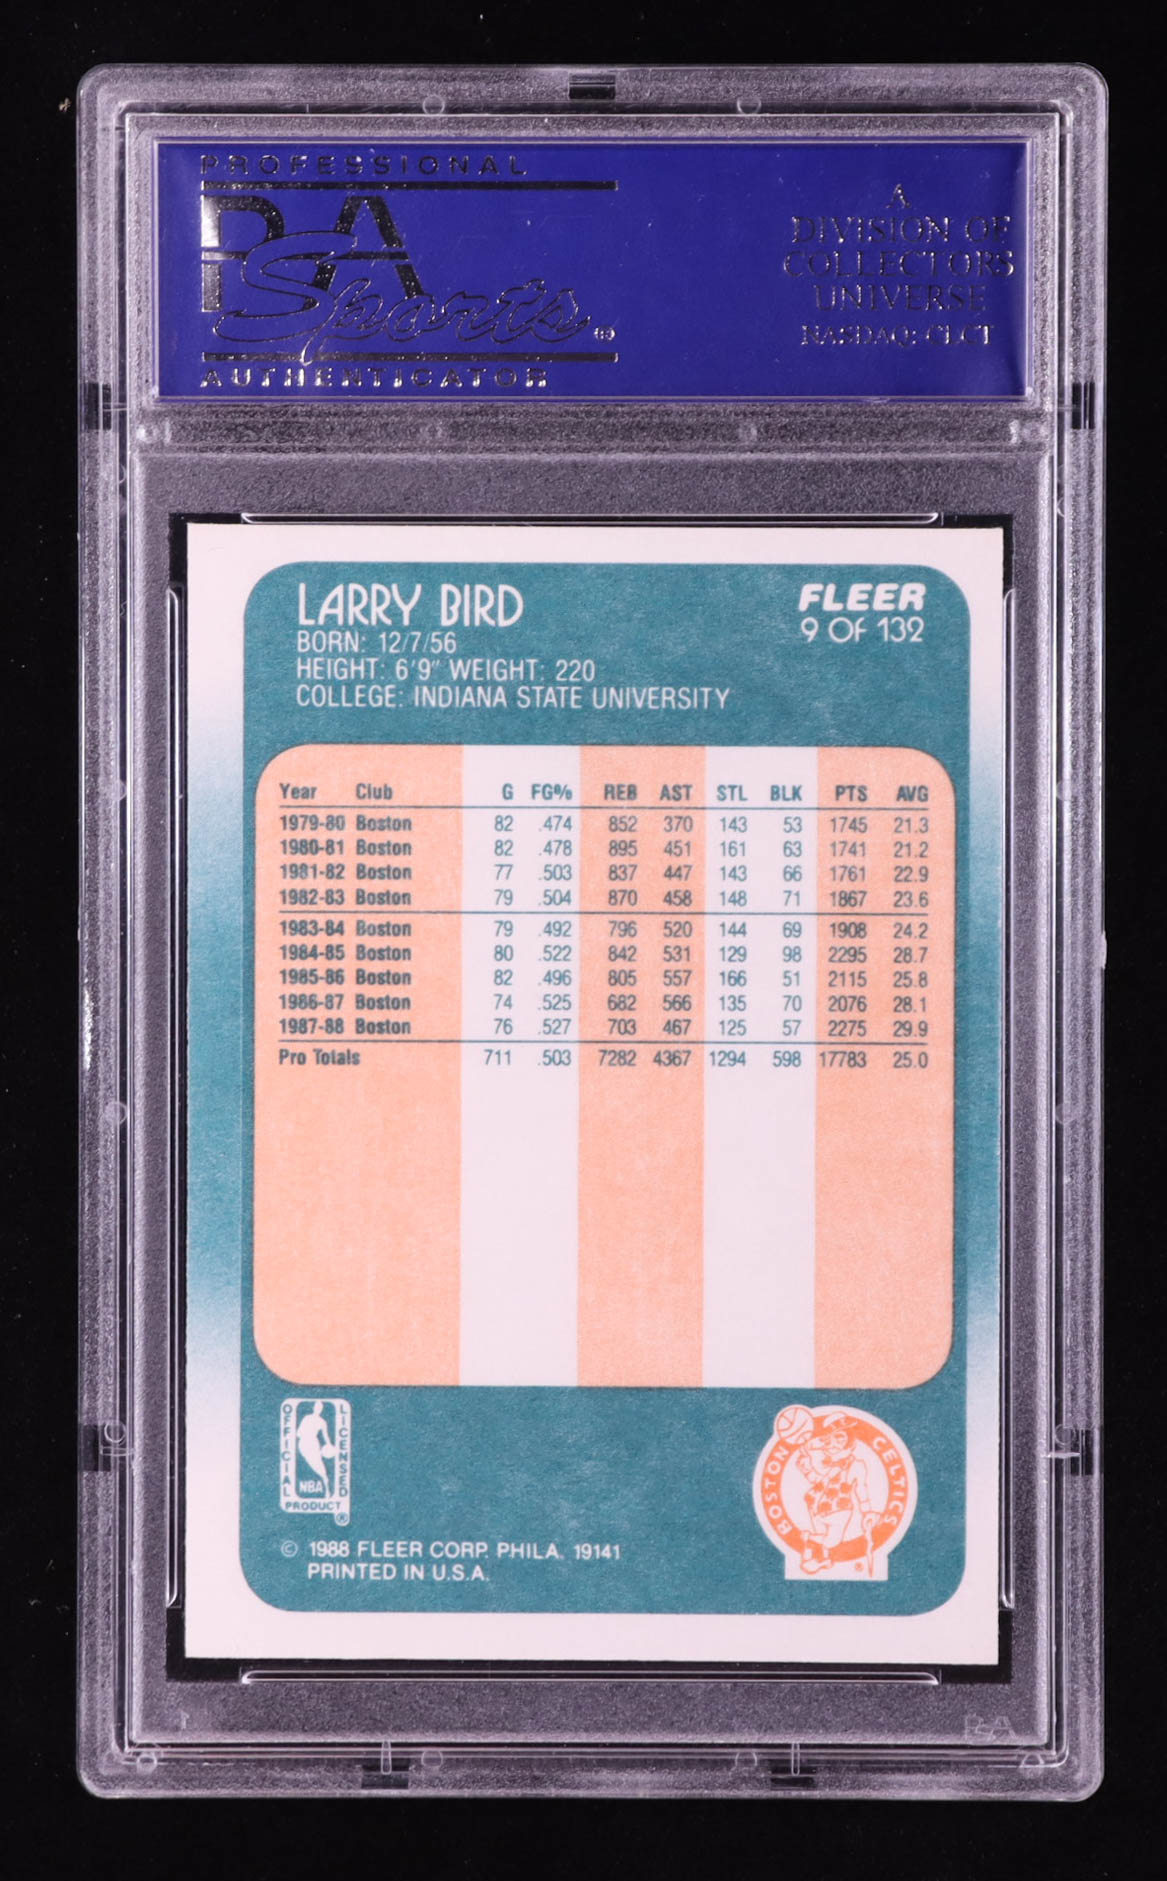 PROFESSIONAL
PSA
Sports
AUTHENTICATOR
A
DIVISION OF
COLLECTORS
UNIVERSE
NASDAQ: CLCT
LARRY BIRD
BORN: 12/7/56
HEIGHT: 6'9" WEIGHT: 220
COLLEGE: INDIANA STATE UNIVERSITY
FLEER
9 OF 132
Year Club G FG% REB AST STL BLK PTS AVG
1979-80 Boston 82 .474 852 370 143 53 1745 21.3
1980-81 Boston 82 .478 895 451 161 63 1741 21.2
1981-82 Boston 77 .503 837 447 143 66 1761 22.9
1982-83 Boston 79 .504 870 458 148 71 1867 23.6
1983-84 Boston 79 .492 796 520 144 69 1908 24.2
1984-85 Boston 80 .522 842 531 129 98 2295 28.7
1985-86 Boston 82 .496 805 557 166 51 2115 25.8
1986-87 Boston 74 .525 682 566 135 70 2076 28.1
1987-88 Boston 76 .527 703 467 125 57 2275 29.9
Pro Totals 711 .503 7282 4367 1294 598 17783 25.0
OFFICIAL LICENSED
NBA
PRODUCT
®
BOSTON CELTICS
®
© 1988 FLEER CORP. PHILA. 19141
PRINTED IN U.S.A.
PSA